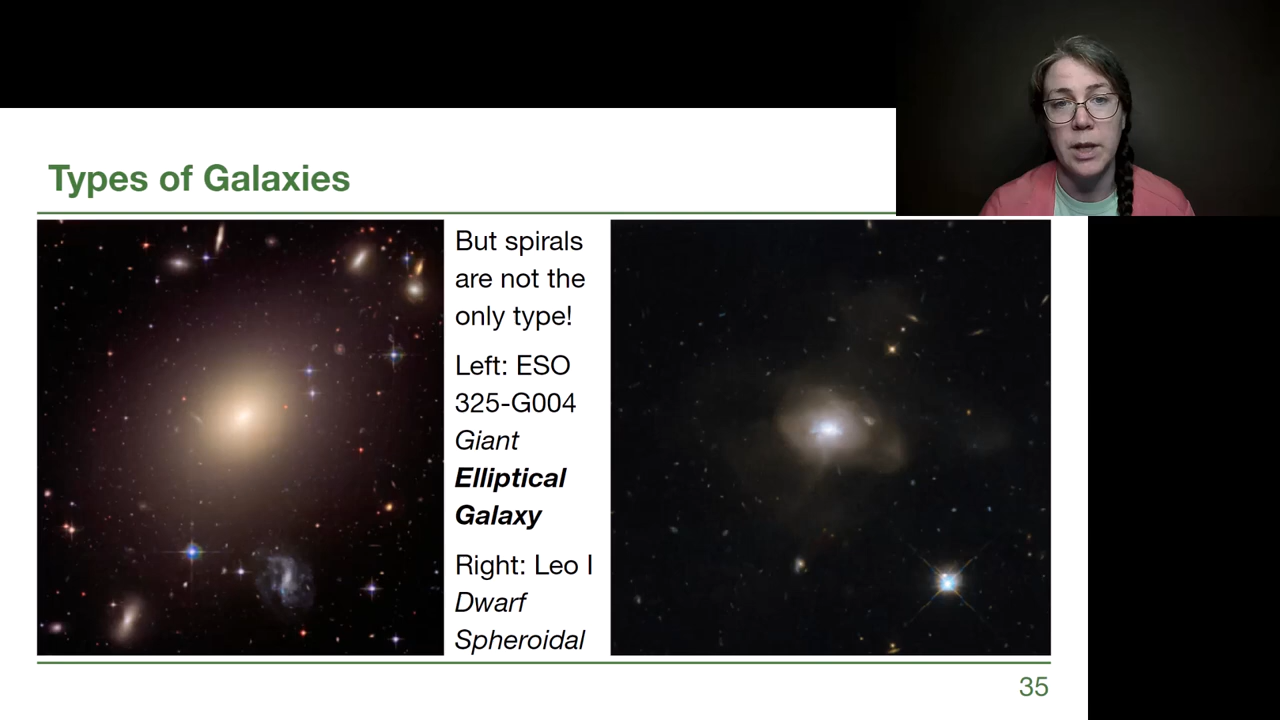 Types of Galaxies
But spirals
are not the
only type!
Left: ESO
325-G004
Giant
Elliptical
Galaxy
Right: Leo I
Dwarf
Spheroidal
35